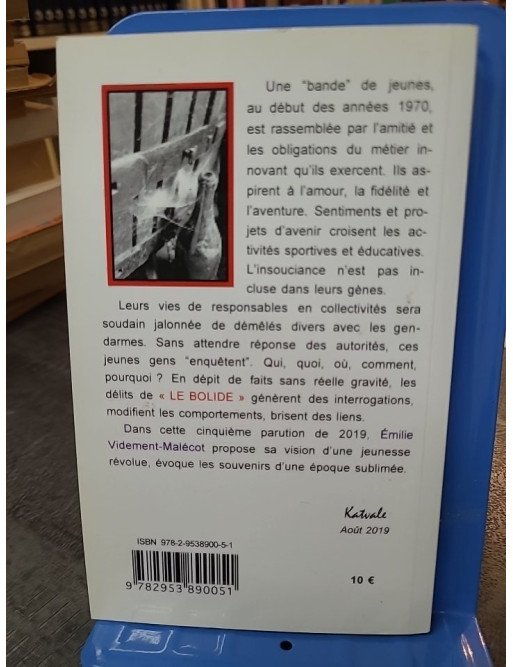 Une "bande" de jeunes,
au début des années 1970,
est rassemblée par l'amitié et
les obligations du métier in-
novant qu'ils exercent. Ils as-
pirent à l'amour, la fidélité et
l'aventure. Sentiments et pro-
jets d'avenir croisent les ac-
tivités sportives et éducatives.
L'insouciance n'est pas in-
cluse dans leurs gènes.
Leurs vies de responsables en collectivités sera
soudain jalonnée de démêlés divers avec les gen-
darmes. Sans attendre réponse des autorités, ces
jeunes gens "enquêtent". Qui, quoi, où, comment,
pourquoi ? En dépit de faits sans réelle gravité, les
délits de « LE BOLIDE » génèrent des interrogations,
modifient les comportements, brisent des liens.
Dans cette cinquième parution de 2019, Émilie
Videment-Malécot propose sa vision d'une jeunesse
révolue, évoque les souvenirs d'une époque sublimée.
Katvale
Août 2019
ISBN 978-2-9538900-5-1
9 782953 890051
10 €